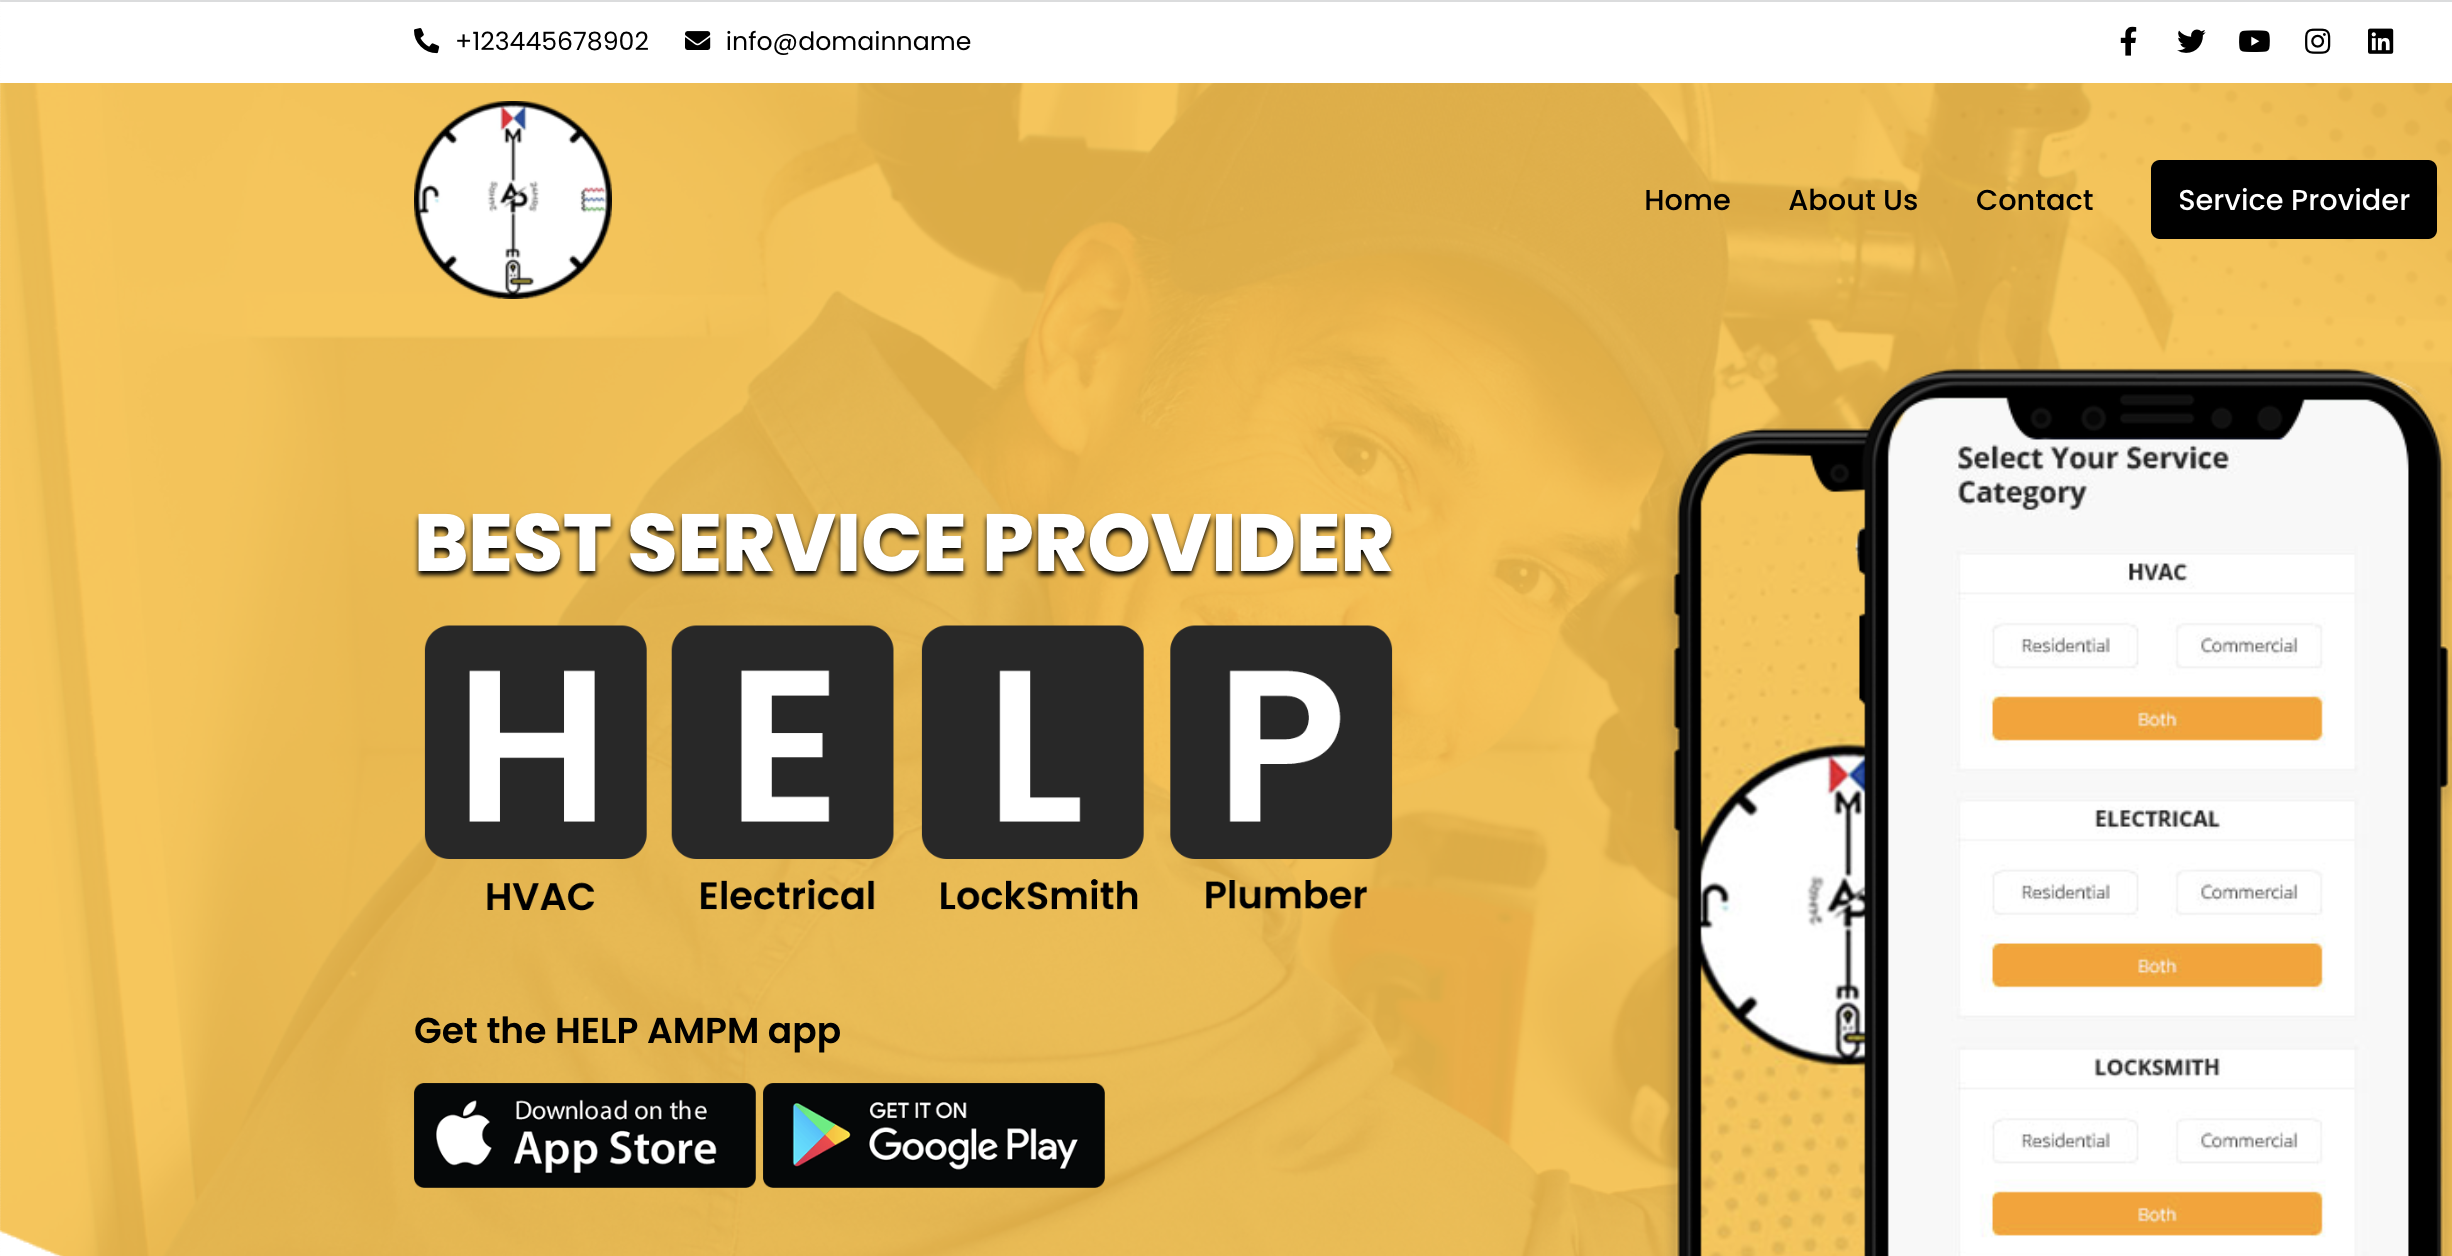 +123445678902 info@domainname
Home About Us Contact Service Provider
BEST SERVICE PROVIDER
H E L P
HVAC Electrical LockSmith Plumber
Get the HELP AMPM app
Download on the
App Store
GET IT ON
Google Play
Select Your Service
Category
HVAC
Residential Commercial
Both
ELECTRICAL
Residential Commercial
Both
LOCKSMITH
Residential Commercial
Both